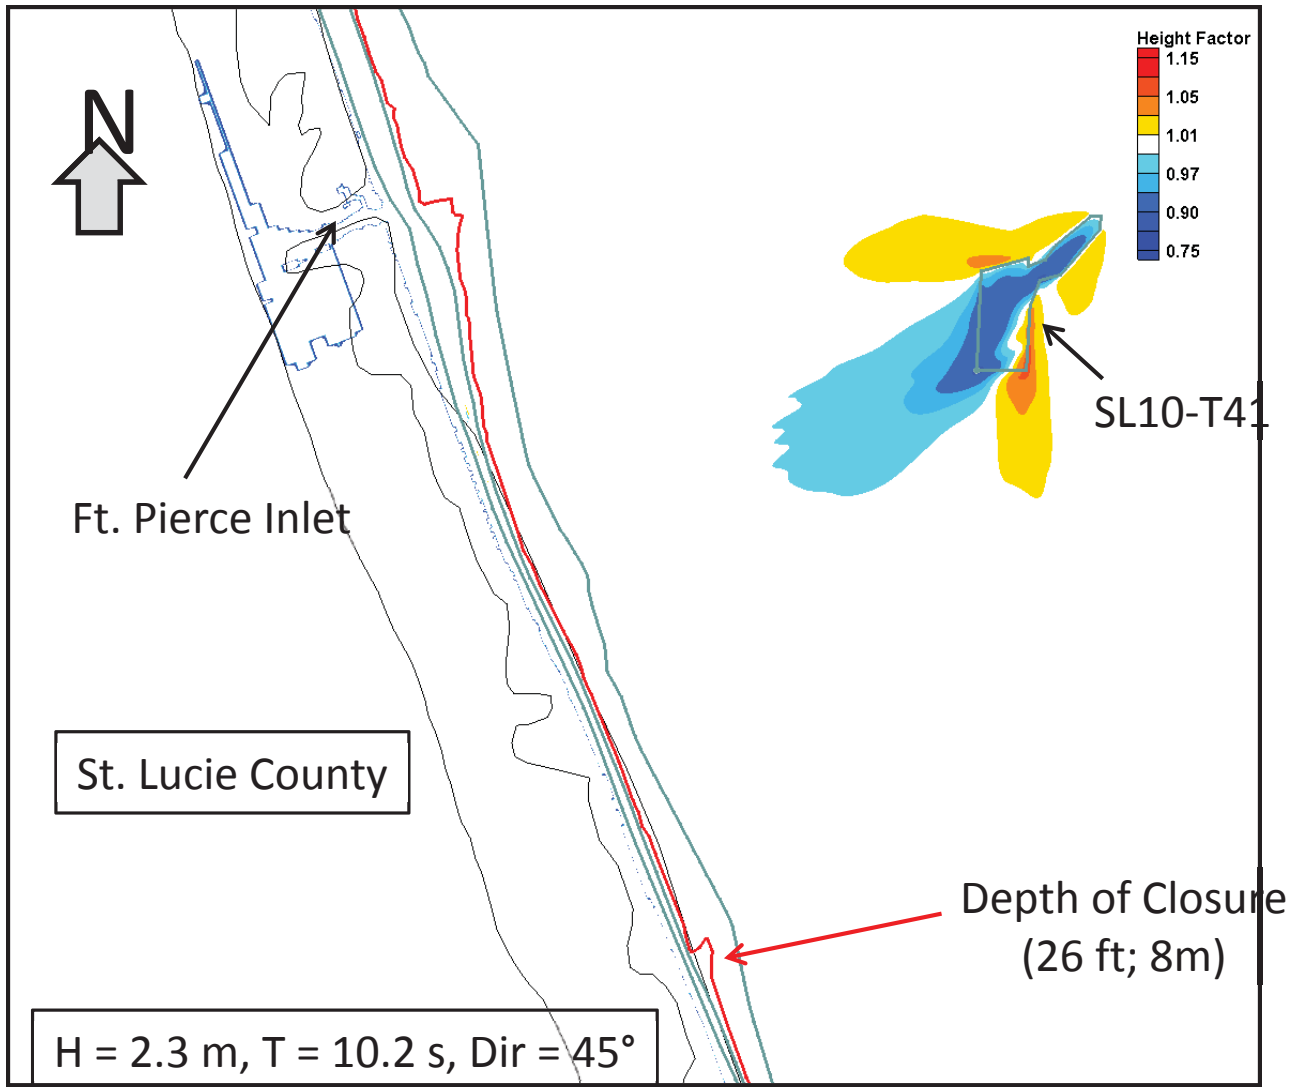 N
Height Factor
1.15
1.05
1.01
0.97
0.90
0.75
SL10-T41
Ft. Pierce Inlet
St. Lucie County
Depth of Closure
(26 ft; 8m)
H = 2.3 m, T = 10.2 s, Dir = 45°